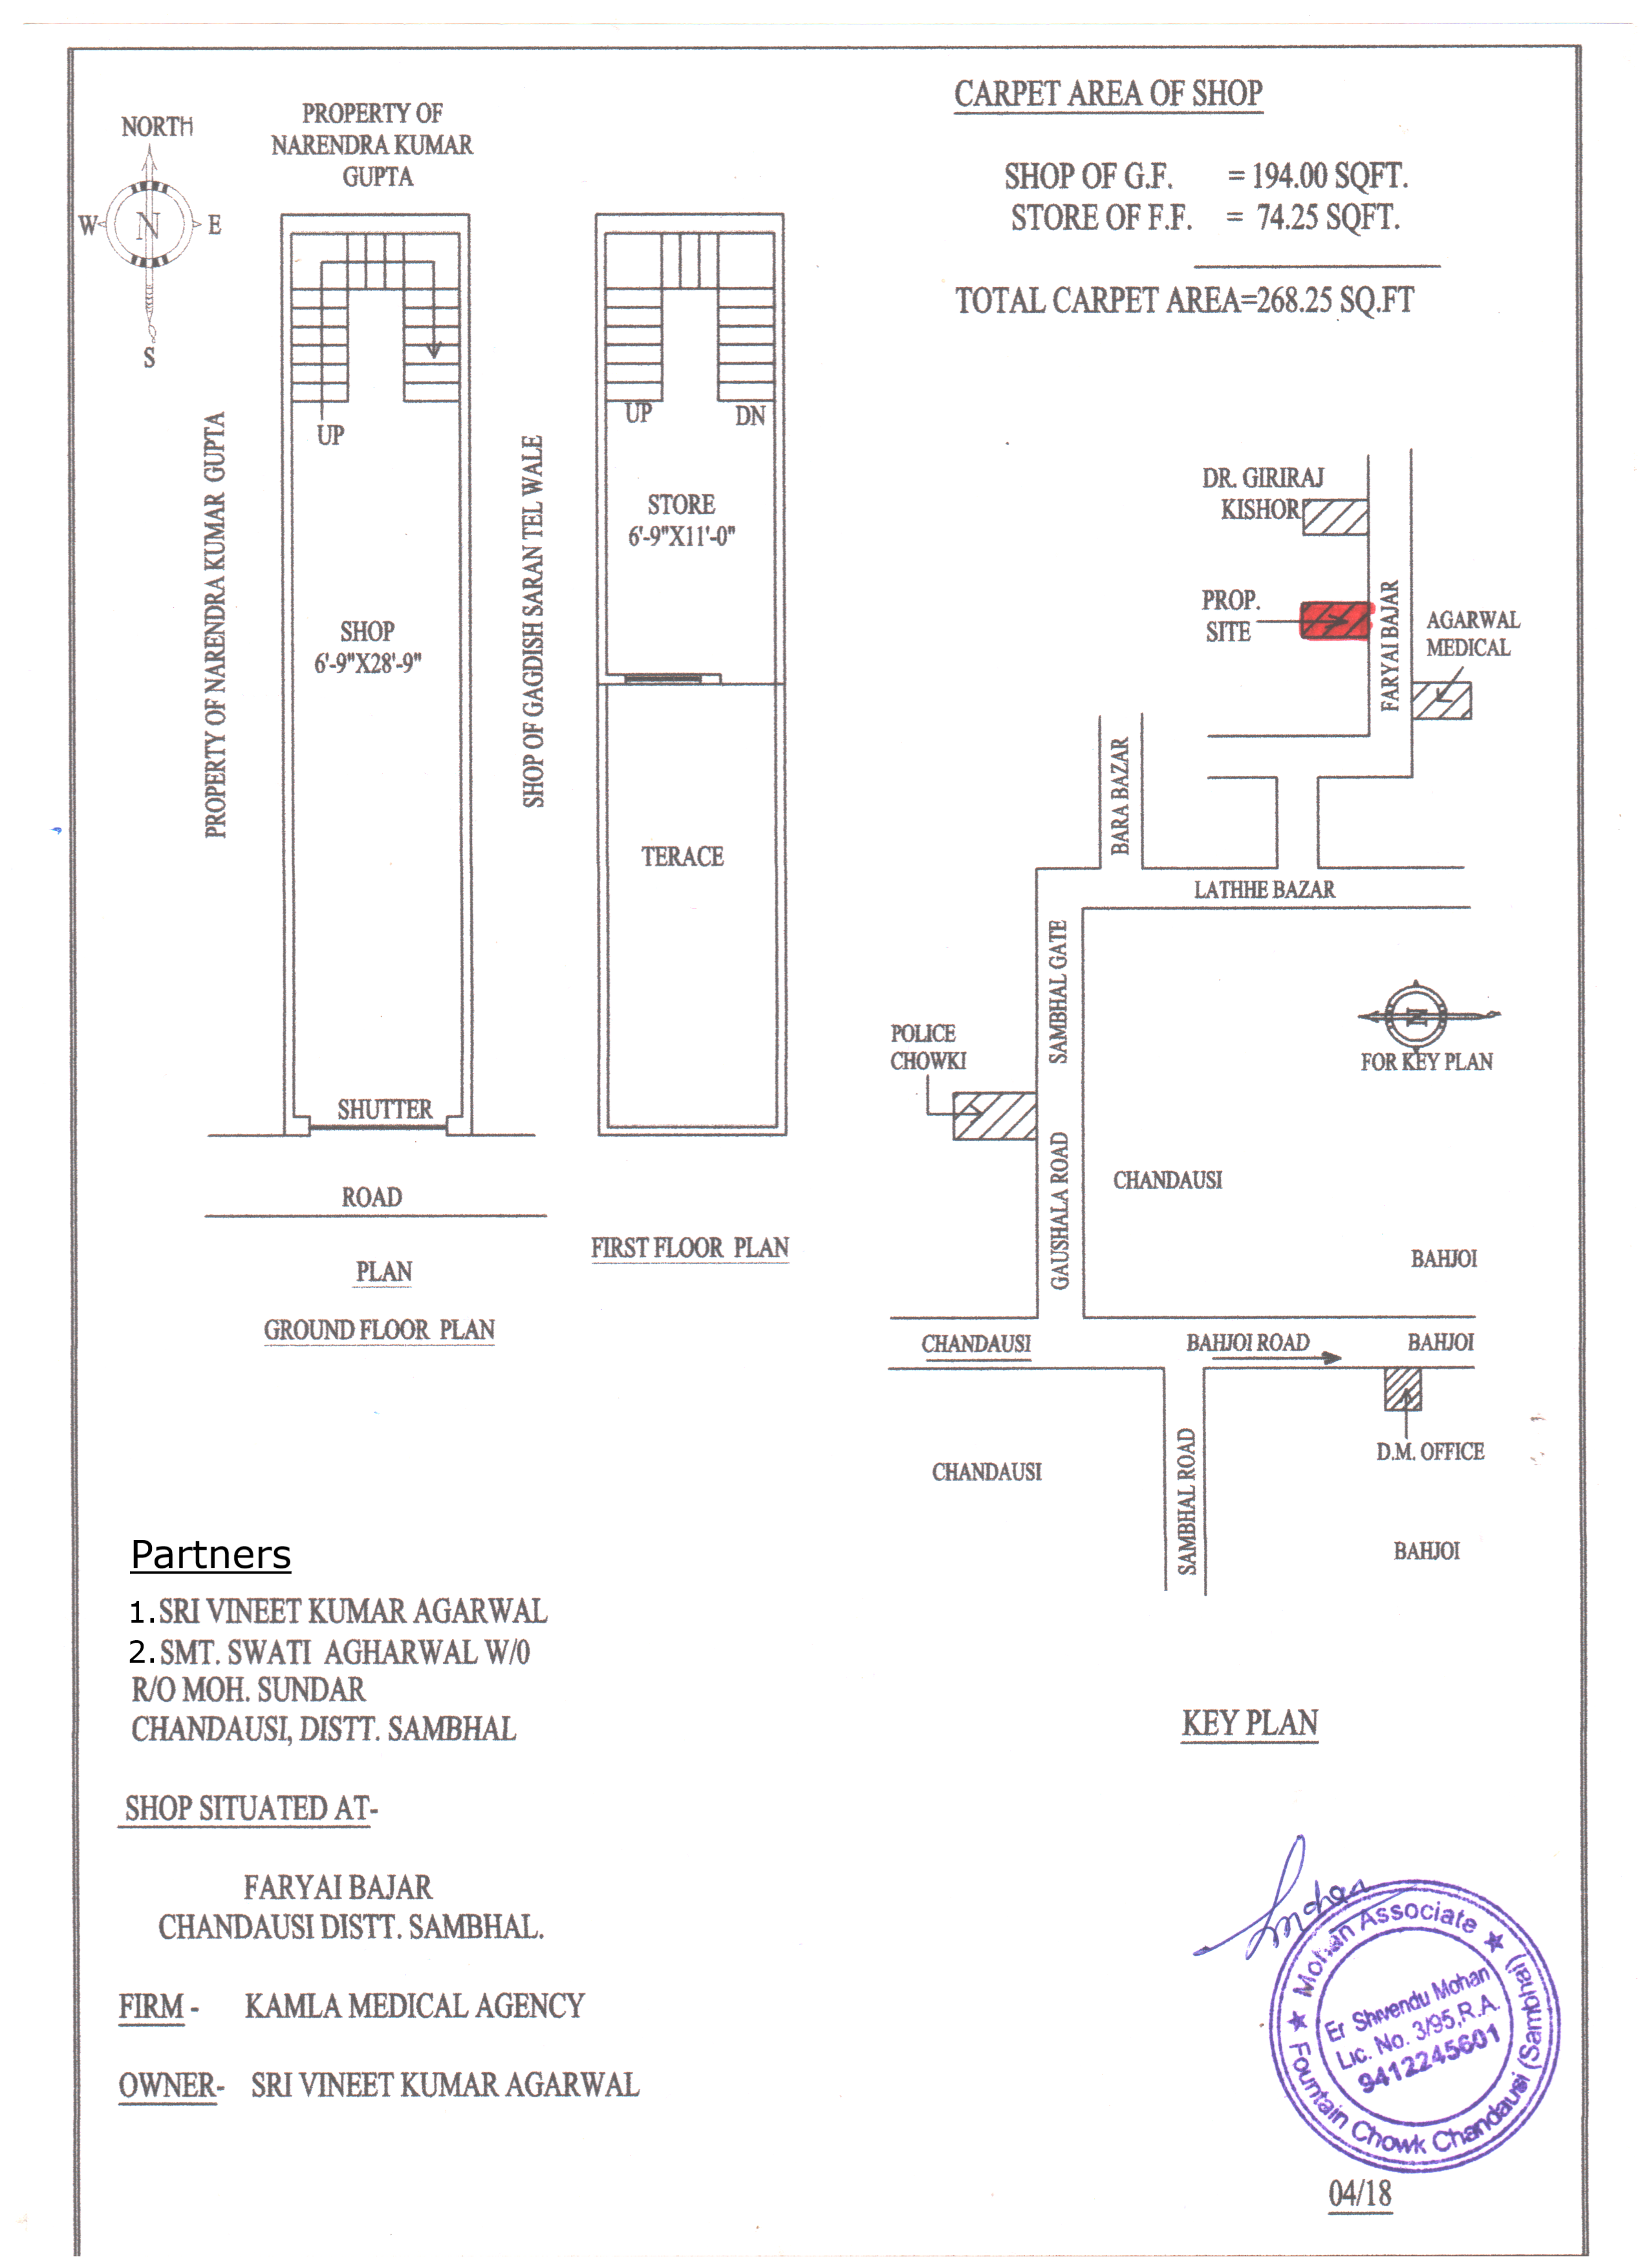 NORTH
W
N
E
S
PROPERTY OF
NARENDRA KUMAR
GUPTA
PROPERTY OF NARENDRA KUMAR GUPTA
UP
SHOP
6'-9"X28'-9"
SHUTTER
ROAD
PLAN
GROUND FLOOR PLAN
SHOP OF GAGDISH SARAN TEL WALE
UP
DN
STORE
6'-9"X11'-0"
TERACE
FIRST FLOOR PLAN
CARPET AREA OF SHOP
SHOP OF G.F. = 194.00 SQFT.
STORE OF F.F. = 74.25 SQFT.
TOTAL CARPET AREA=268.25 SQ.FT
DR. GIRIRAJ
KISHOR
PROP.
SITE
FARYAI BAJAR
AGARWAL
MEDICAL
BARA BAZAR
LATHHE BAZAR
SAMBHAL GATE
N
FOR KEY PLAN
POLICE
CHOWKI
GAUSHALA ROAD
CHANDAUSI
BAHJOI
CHANDAUSI
BAHJOI ROAD
BAHJOI
D.M. OFFICE
CHANDAUSI
SAMBHAL ROAD
BAHJOI
KEY PLAN
Partners
1. SRI VINEET KUMAR AGARWAL
2. SMT. SWATI AGHARWAL W/0
R/O MOH. SUNDAR
CHANDAUSI, DISTT. SAMBHAL
SHOP SITUATED AT-
FARYAI BAJAR
CHANDAUSI DISTT. SAMBHAL.
FIRM - KAMLA MEDICAL AGENCY
OWNER- SRI VINEET KUMAR AGARWAL
★ Mohan Associate ★
Er Shivendu Mohan
Lic. No. 3/95,R.A.
9412245601
Fountain Chowk Chandausi (Sambhal)
04/18